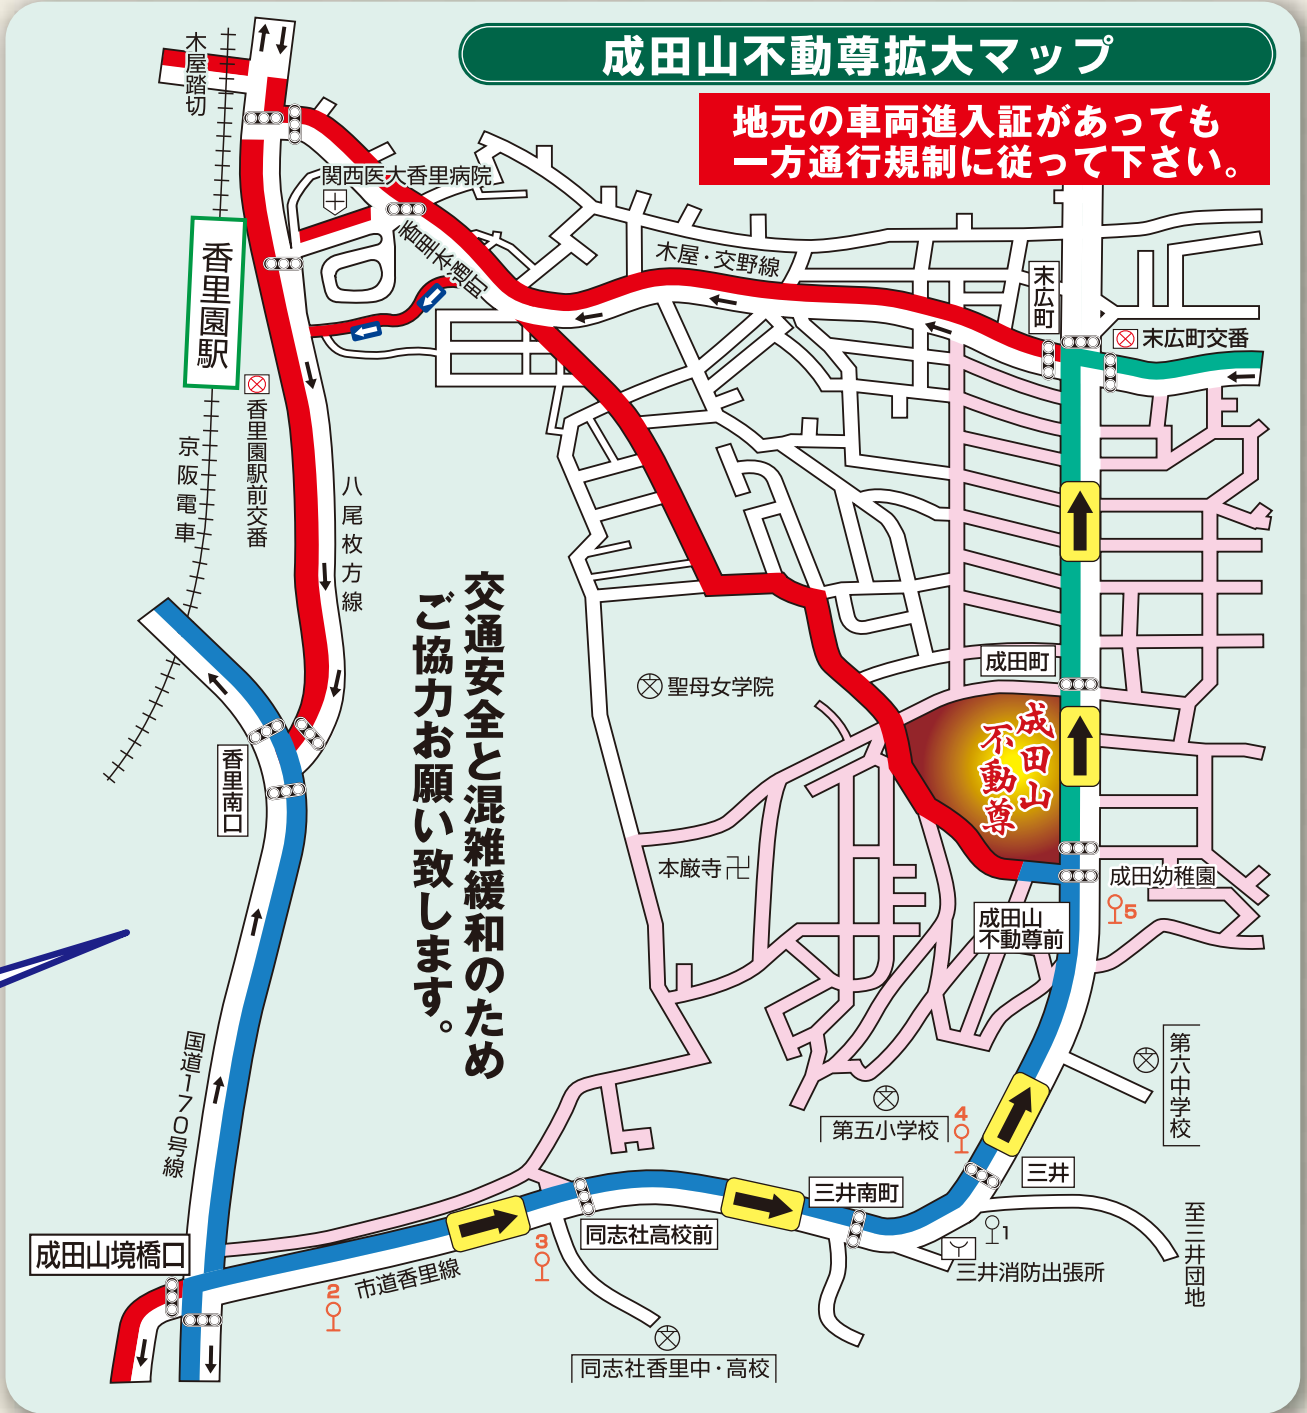 成田山不動尊拡大マップ
地元の車両進入証があっても
一方通行規制に従って下さい。
木屋踏切
関西医大香里病院
香里本通町
木屋・交野線
末広町
末広町交番
香里園駅
香里園駅前交番
京阪電車
八尾枚方線
交通安全と混雑緩和のため
ご協力お願い致します。
聖母女学院
成田町
成田山
不動尊
香里南口
本厳寺
成田幼稚園
5
成田山
不動尊前
国道170号線
第六中学校
第五小学校
4
三井
三井南町
同志社高校前
1
至三井団地
三井消防出張所
成田山境橋口
市道香里線
3
2
同志社香里中・高校